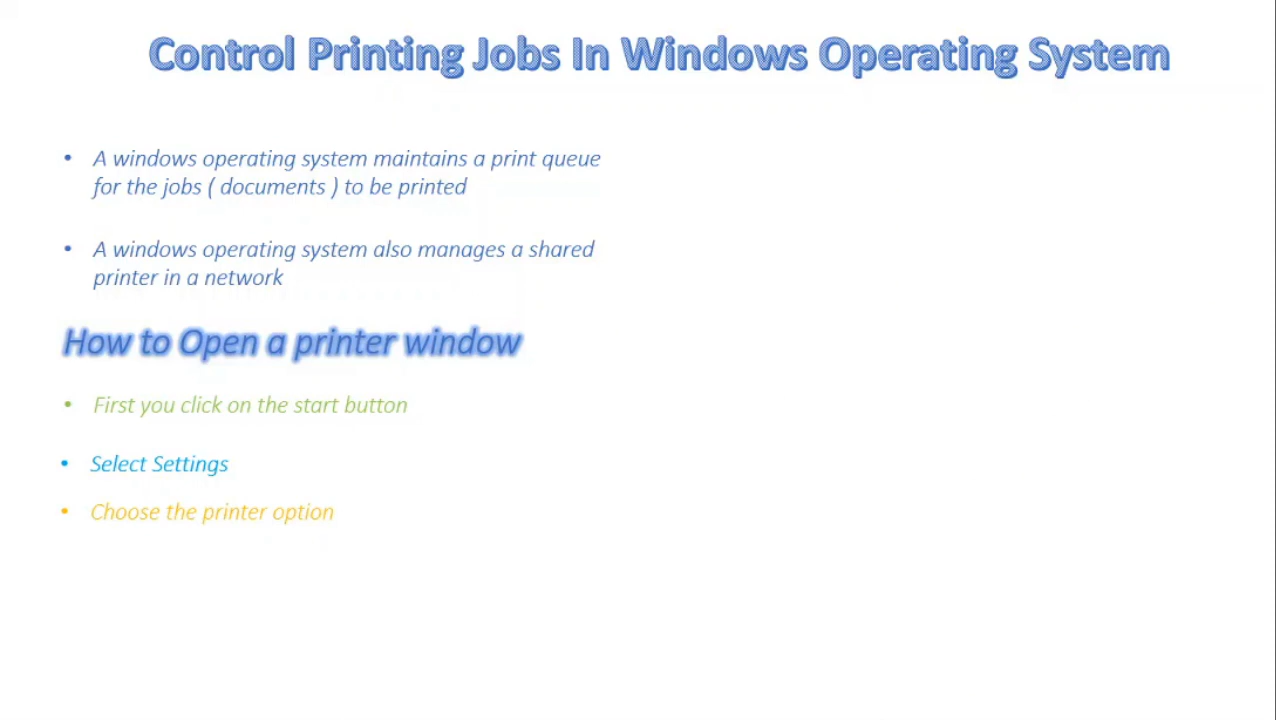 Control Printing Jobs In Windows Operating System
• A windows operating system maintains a print queue
for the jobs ( documents ) to be printed
• A windows operating system also manages a shared
printer in a network
How to Open a printer window
• First you click on the start button
• Select Settings
• Choose the printer option